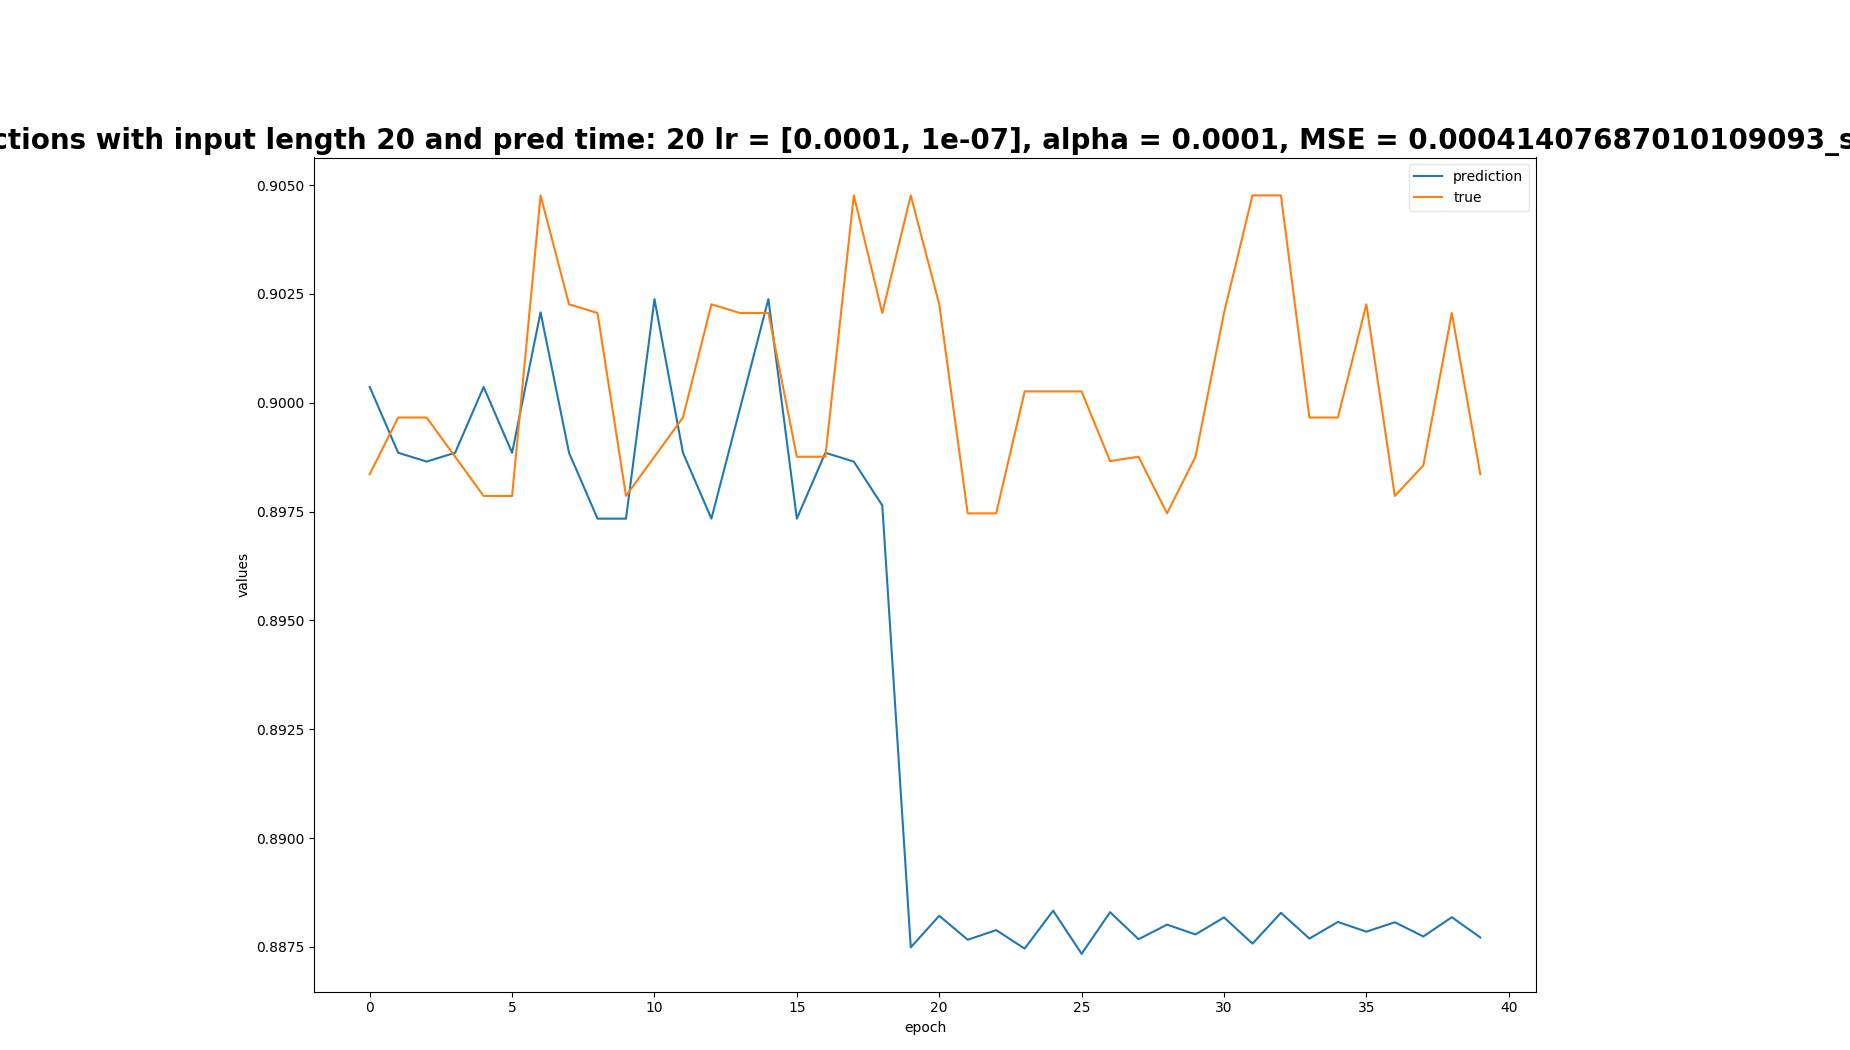 ctions with input length 20 and pred time: 20 lr = [0.0001, 1e-07], alpha = 0.0001, MSE = 0.00041407687010109093_s
prediction
true
0.9050
0.9025
0.9000
0.8975
0.8950
0.8925
0.8900
0.8875
values
0 5 10 15 20 25 30 35 40
epoch